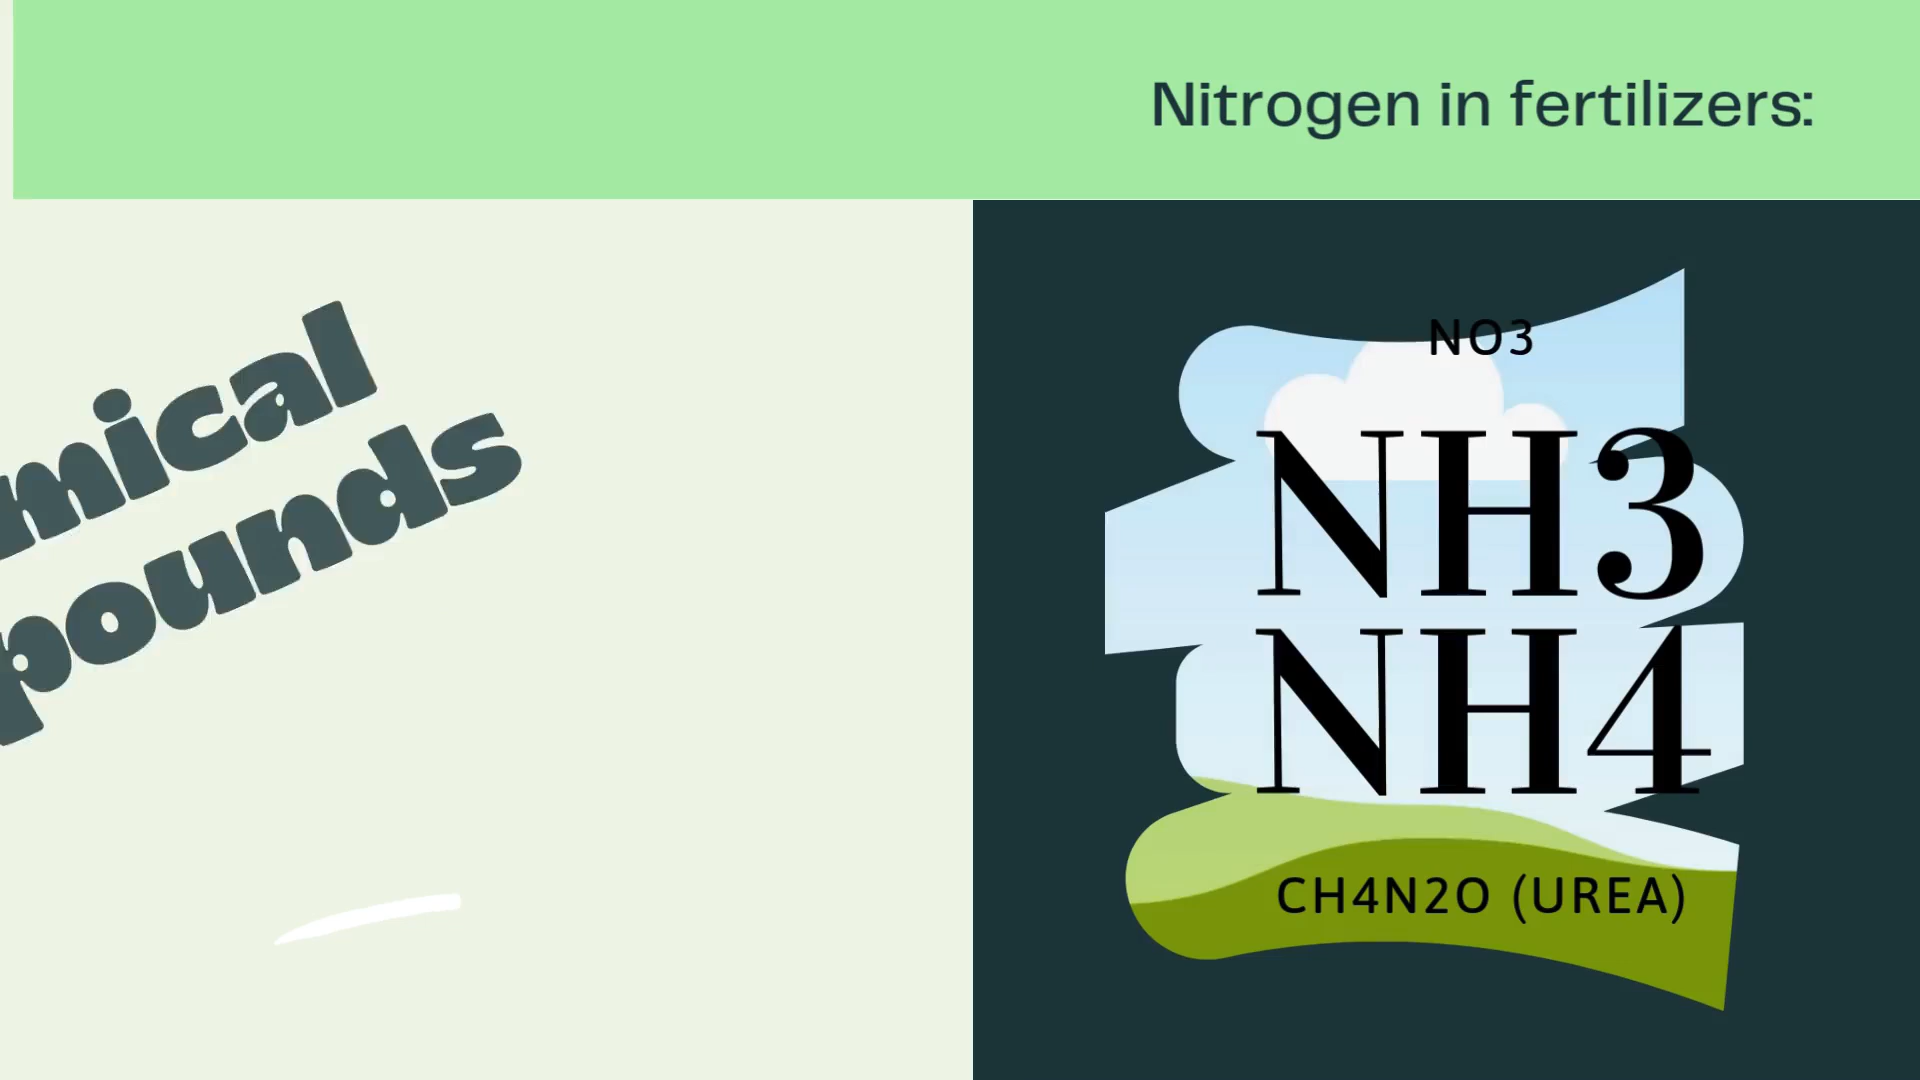 Nitrogen in fertilizers:
mical
pounds
NO3
NH3
NH4
CH4N2O (UREA)